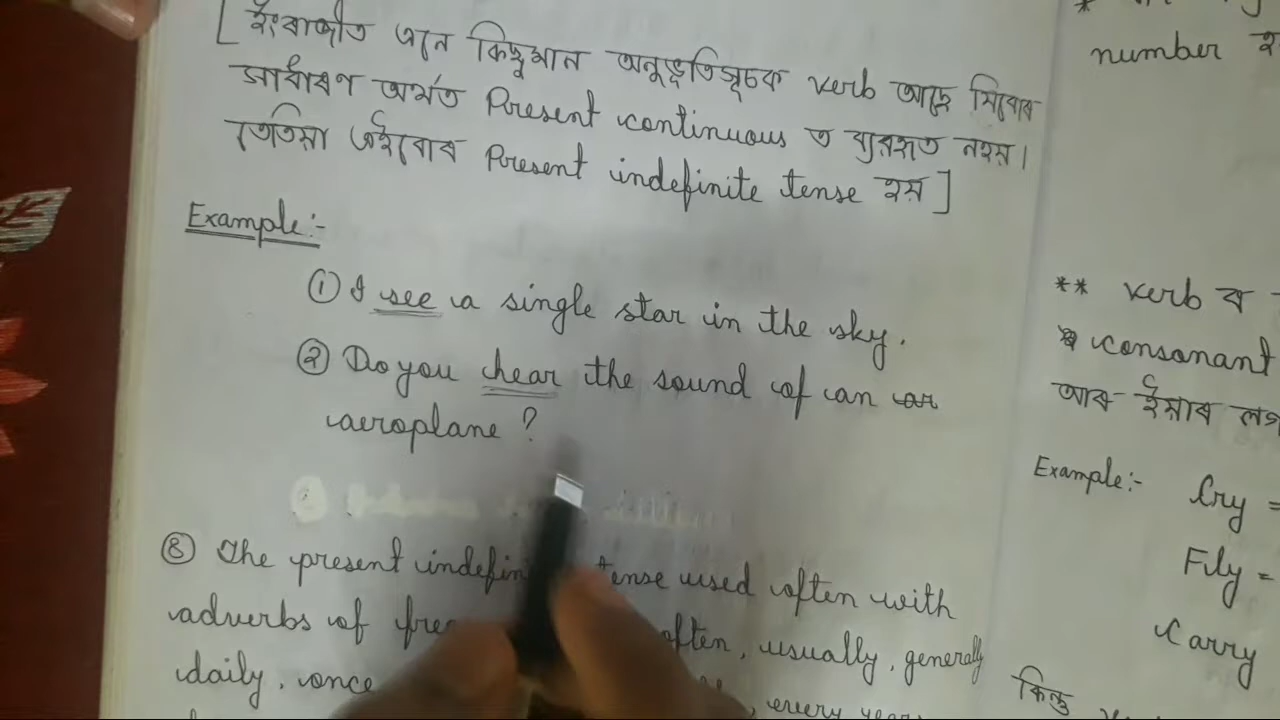 [ ইংৰাজীত এনে কিছুমান অনুভূতিসূচক verb আছে যিবোৰ
সাধাৰণ অৰ্থত Present continuous ত ব্যৱহৃত নহয়।
তেতিয়া এইবোৰ Present indefinite tense হয় ]
Example:-
① I see a single star in the sky.
② Do you hear the sound of an ar
aeroplane ?
⑧ The present indefin tense used often with
adverbs of fre often, usually, generally
daily, once every year
number হ
** verb ৰ
consonant
আৰু ইয়াৰ লগ
Example:- Cry =
Fly =
Carry
কিন্তু